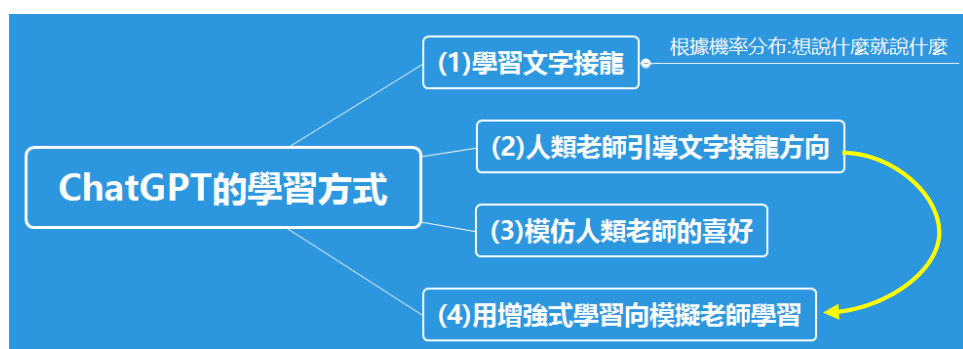 ChatGPT的學習方式
(1)學習文字接龍
根據機率分布:想說什麼就說什麼
(2)人類老師引導文字接龍方向
(3)模仿人類老師的喜好
(4)用增強式學習向模擬老師學習